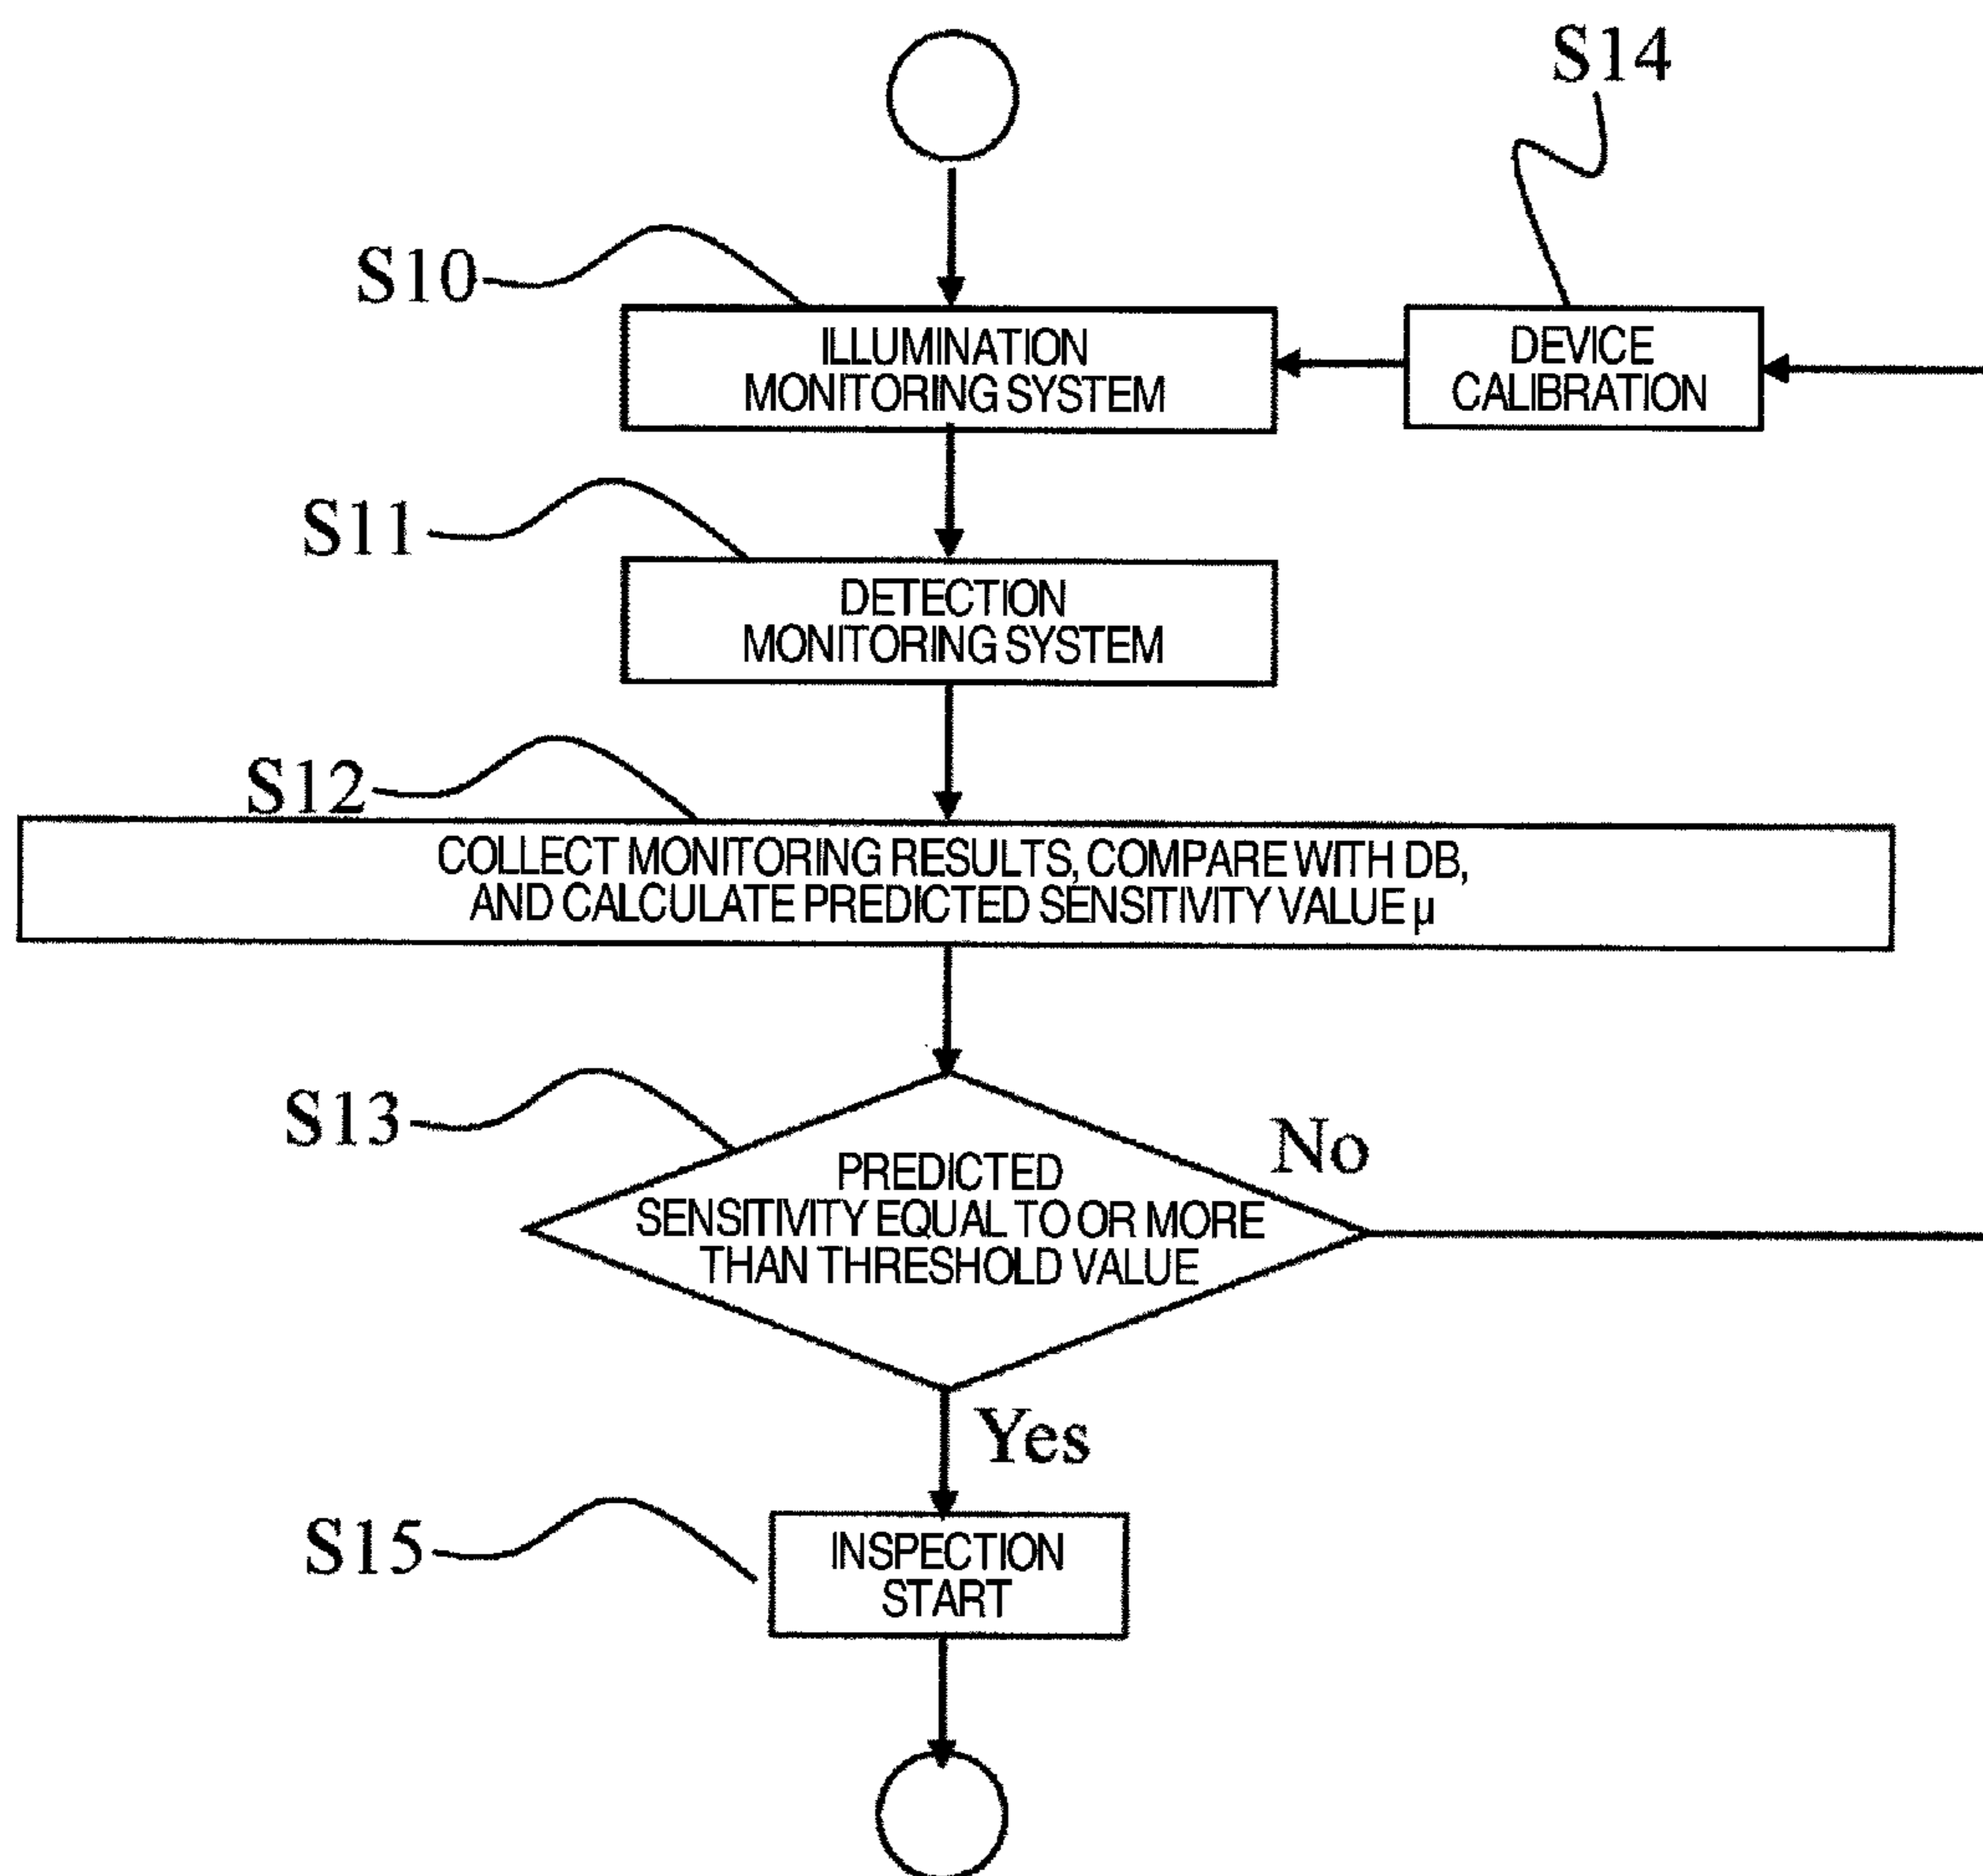 S14
S10
ILLUMINATION
MONITORING SYSTEM
DEVICE
CALIBRATION
S11
DETECTION
MONITORING SYSTEM
S12
COLLECT MONITORING RESULTS, COMPARE WITH DB,
AND CALCULATE PREDICTED SENSITIVITY VALUE μ
S13
No
PREDICTED
SENSITIVITY EQUAL TO OR MORE
THAN THRESHOLD VALUE
Yes
S15
INSPECTION
START